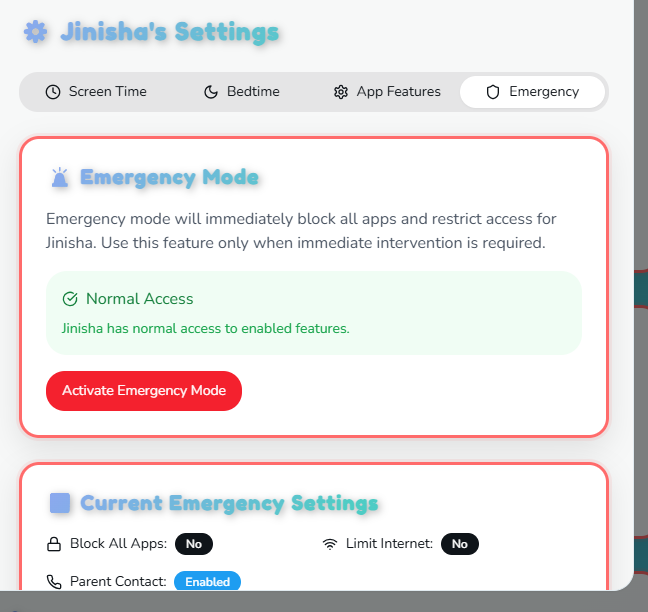 Jinisha's Settings
Screen Time Bedtime App Features Emergency
Emergency Mode
Emergency mode will immediately block all apps and restrict access for
Jinisha. Use this feature only when immediate intervention is required.
Normal Access
Jinisha has normal access to enabled features.
Activate Emergency Mode
Current Emergency Settings
Block All Apps: No Limit Internet: No
Parent Contact: Enabled